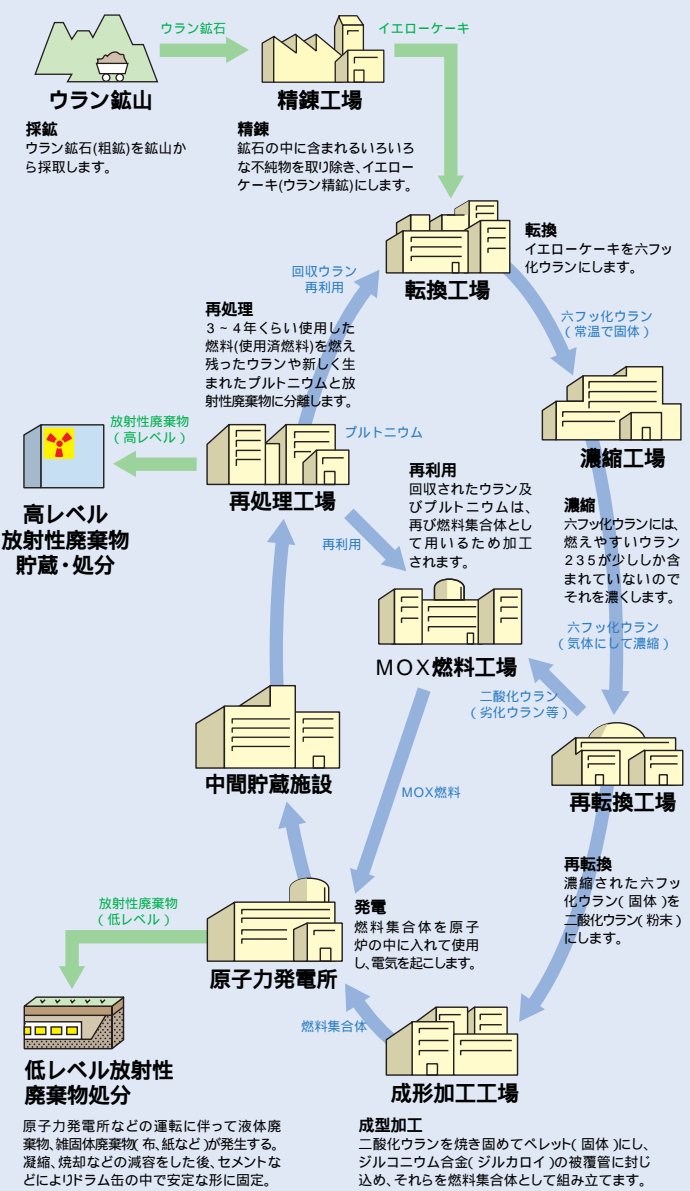 ウラン鉱石
イエローケーキ
ウラン鉱山
精錬工場
採鉱
ウラン鉱石(粗鉱)を鉱山か
ら採取します。
精錬
鉱石の中に含まれるいろいろ
な不純物を取り除き、イエロー
ケーキ(ウラン精鉱)にします。
転換
イエローケーキを六フッ
化ウランにします。
転換工場
回収ウラン
再利用
六フッ化ウラン
(常温で固体)
再処理
3~4年くらい使用した
燃料(使用済燃料)を燃え
残ったウランや新しく生
まれたプルトニウムと放
射性廃棄物に分離します。
放射性廃棄物
(高レベル)
プルトニウム
濃縮工場
再処理工場
再利用
回収されたウラン及
びプルトニウムは、
再び燃料集合体とし
て用いるため加工
されます。
高レベル
放射性廃棄物
貯蔵・処分
再利用
濃縮
六フッ化ウランには、
燃えやすいウラン
235が少ししか含
まれていないので
それを濃くします。
六フッ化ウラン
(気体にして濃縮)
MOX燃料工場
二酸化ウラン
(劣化ウラン等)
中間貯蔵施設
MOX燃料
再転換工場
再転換
濃縮された六フッ
化ウラン(固体)を
二酸化ウラン(粉末)
にします。
放射性廃棄物
(低レベル)
発電
燃料集合体を原子
炉の中に入れて使用
し、電気を起こします。
原子力発電所
燃料集合体
低レベル放射性
廃棄物処分
成形加工工場
原子力発電所などの運転に伴って液体廃
棄物、雑固体廃棄物(布、紙など)が発生する。
凝縮、焼却などの減容をした後、セメントな
どによりドラム缶の中で安定な形に固定。
成型加工
二酸化ウランを焼き固めてペレット(固体)にし、
ジルコニウム合金(ジルカロイ)の被覆管に封じ
込め、それらを燃料集合体として組み立てます。